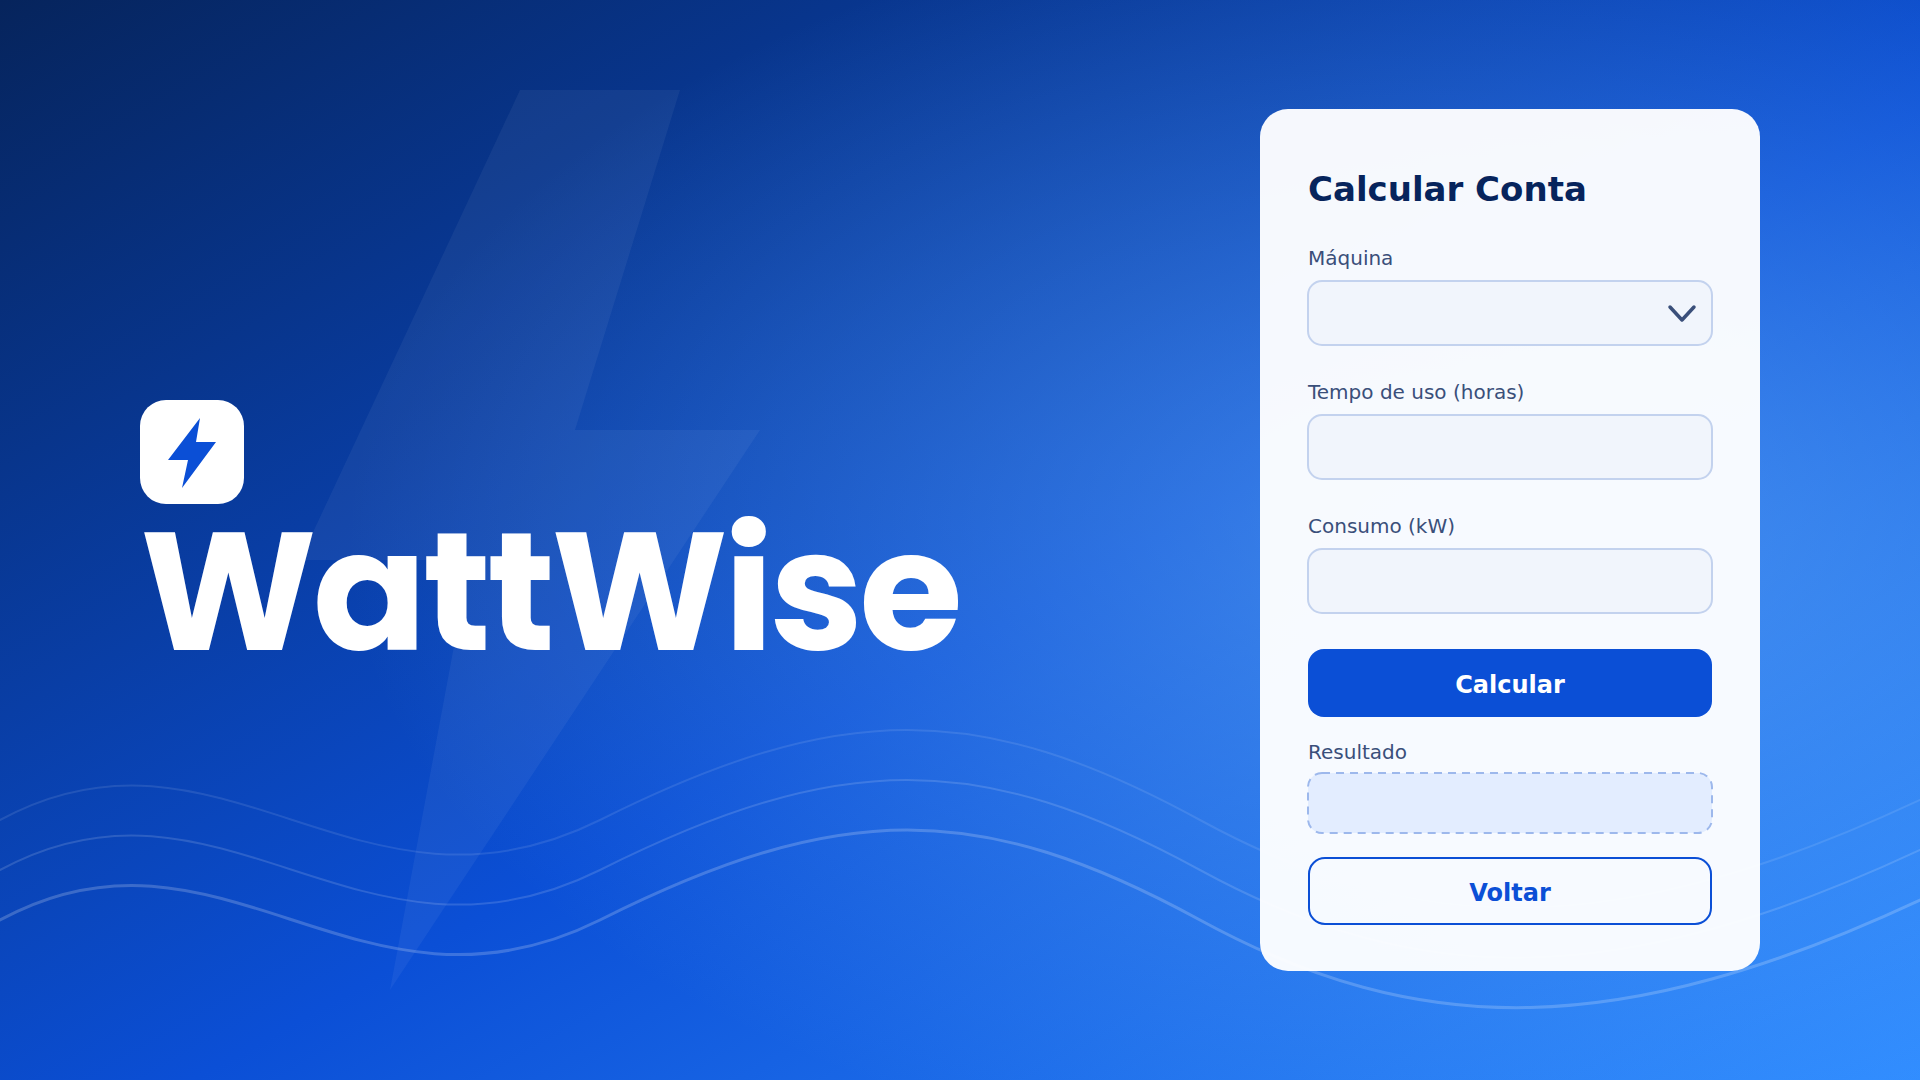 WattWise
Calcular Conta
Máquina
Tempo de uso (horas)
Consumo (kW)
Calcular
Resultado
Voltar